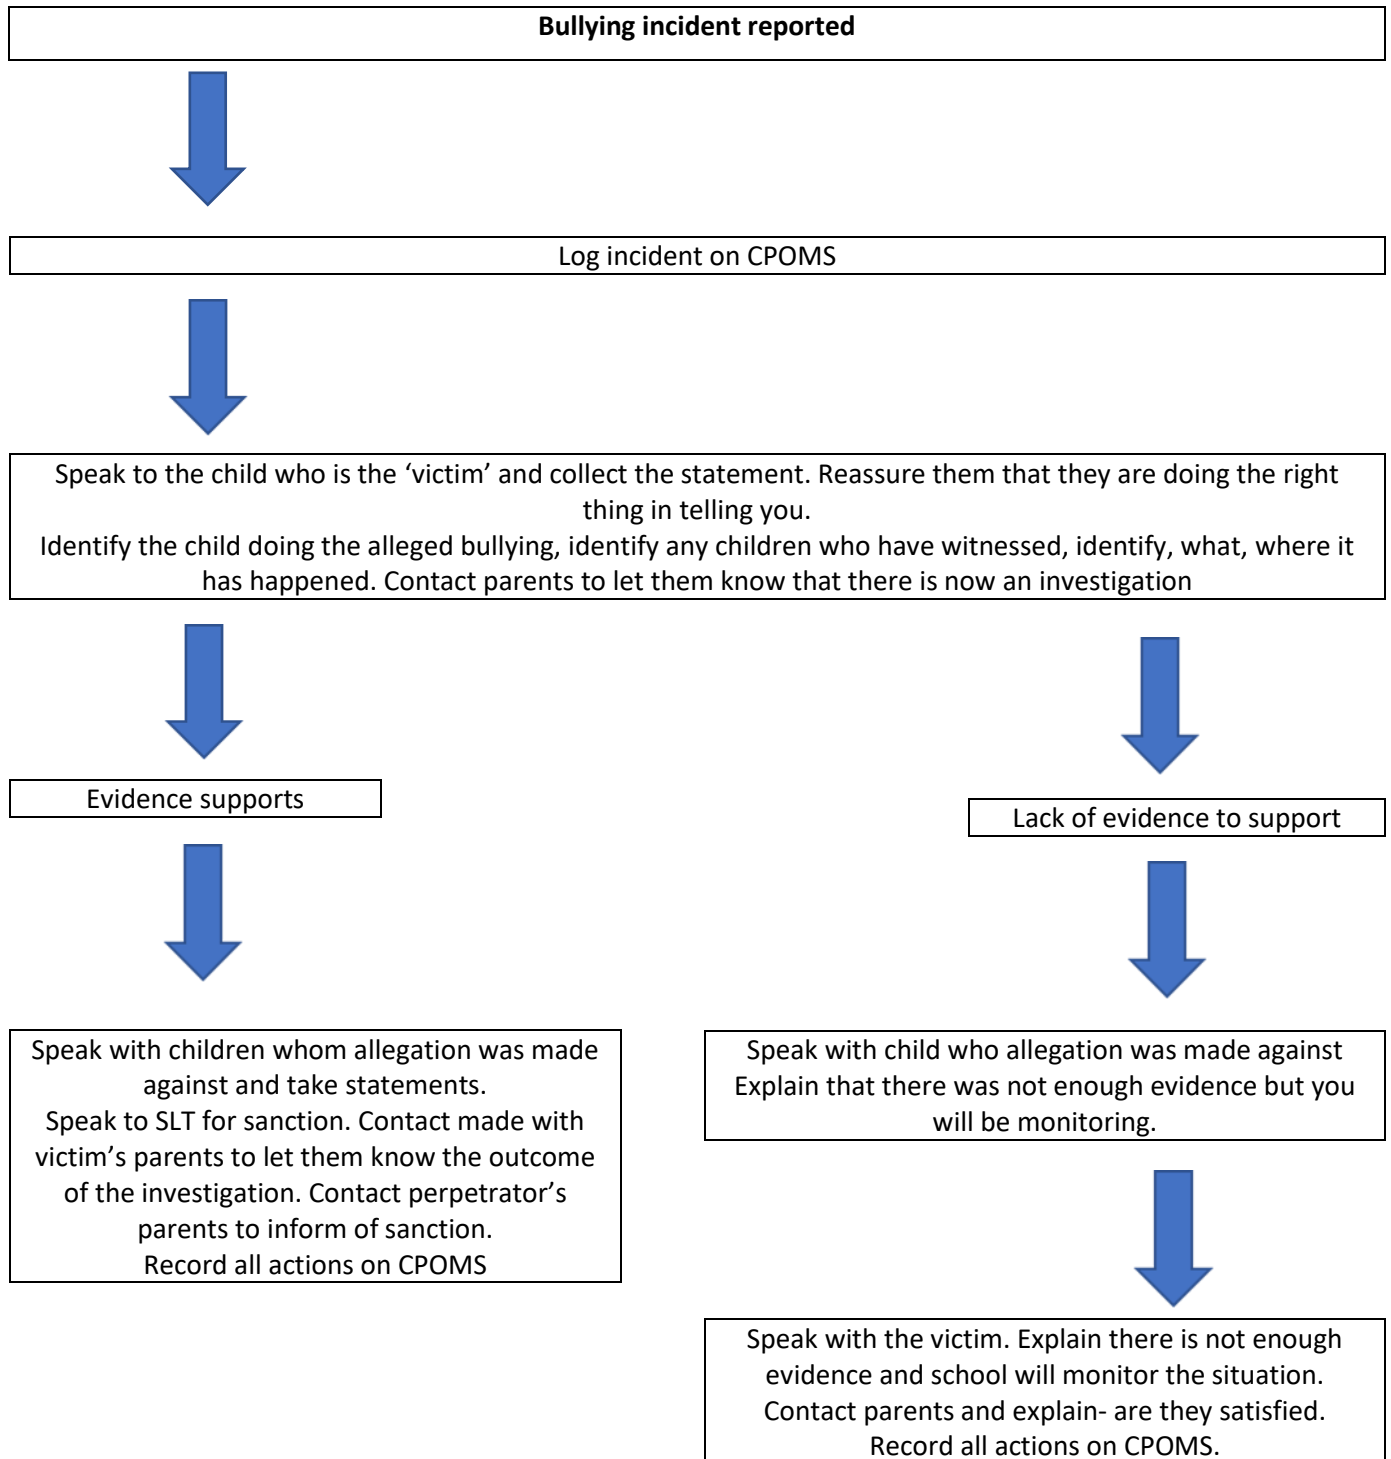 Bullying incident reported
Log incident on CPOMS
Speak to the child who is the ‘victim’ and collect the statement. Reassure them that they are doing the right
thing in telling you.
Identify the child doing the alleged bullying, identify any children who have witnessed, identify, what, where it
has happened. Contact parents to let them know that there is now an investigation
Evidence supports
Lack of evidence to support
Speak with children whom allegation was made
against and take statements.
Speak to SLT for sanction. Contact made with
victim’s parents to let them know the outcome
of the investigation. Contact perpetrator’s
parents to inform of sanction.
Record all actions on CPOMS
Speak with child who allegation was made against
Explain that there was not enough evidence but you
will be monitoring.
Speak with the victim. Explain there is not enough
evidence and school will monitor the situation.
Contact parents and explain- are they satisfied.
Record all actions on CPOMS.